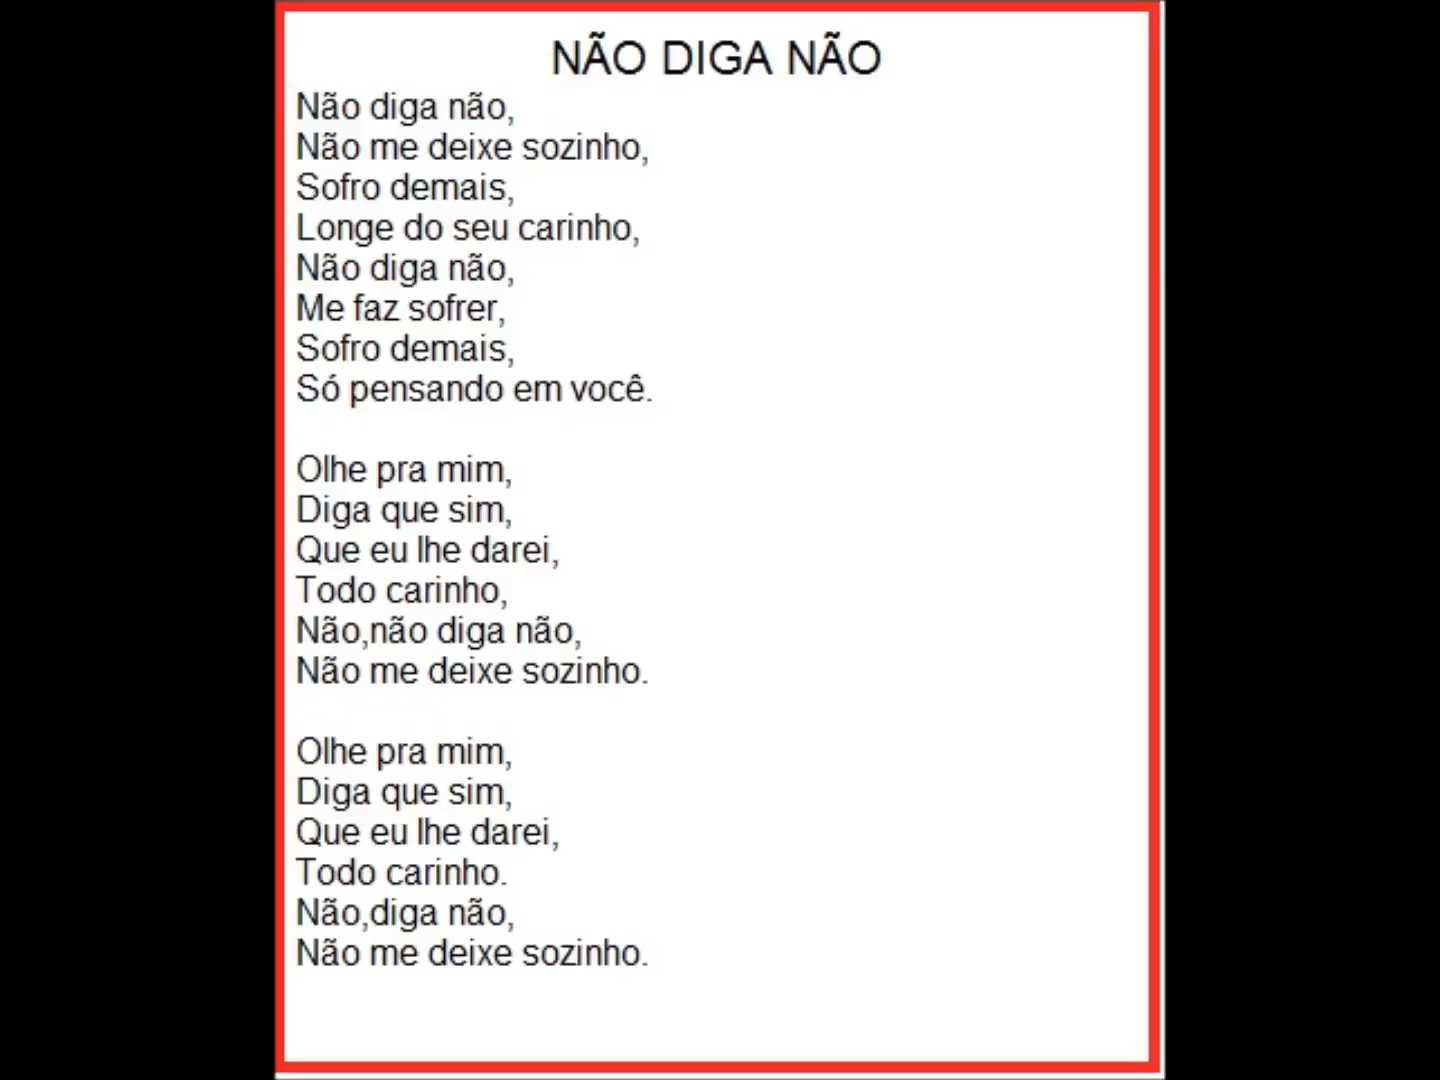 NÃO DIGA NÃO
Não diga não,
Não me deixe sozinho,
Sofro demais,
Longe do seu carinho,
Não diga não,
Me faz sofrer,
Sofro demais,
Só pensando em você.
Olhe pra mim,
Diga que sim,
Que eu lhe darei,
Todo carinho,
Não,não diga não,
Não me deixe sozinho.
Olhe pra mim,
Diga que sim,
Que eu lhe darei,
Todo carinho.
Não,diga não,
Não me deixe sozinho.